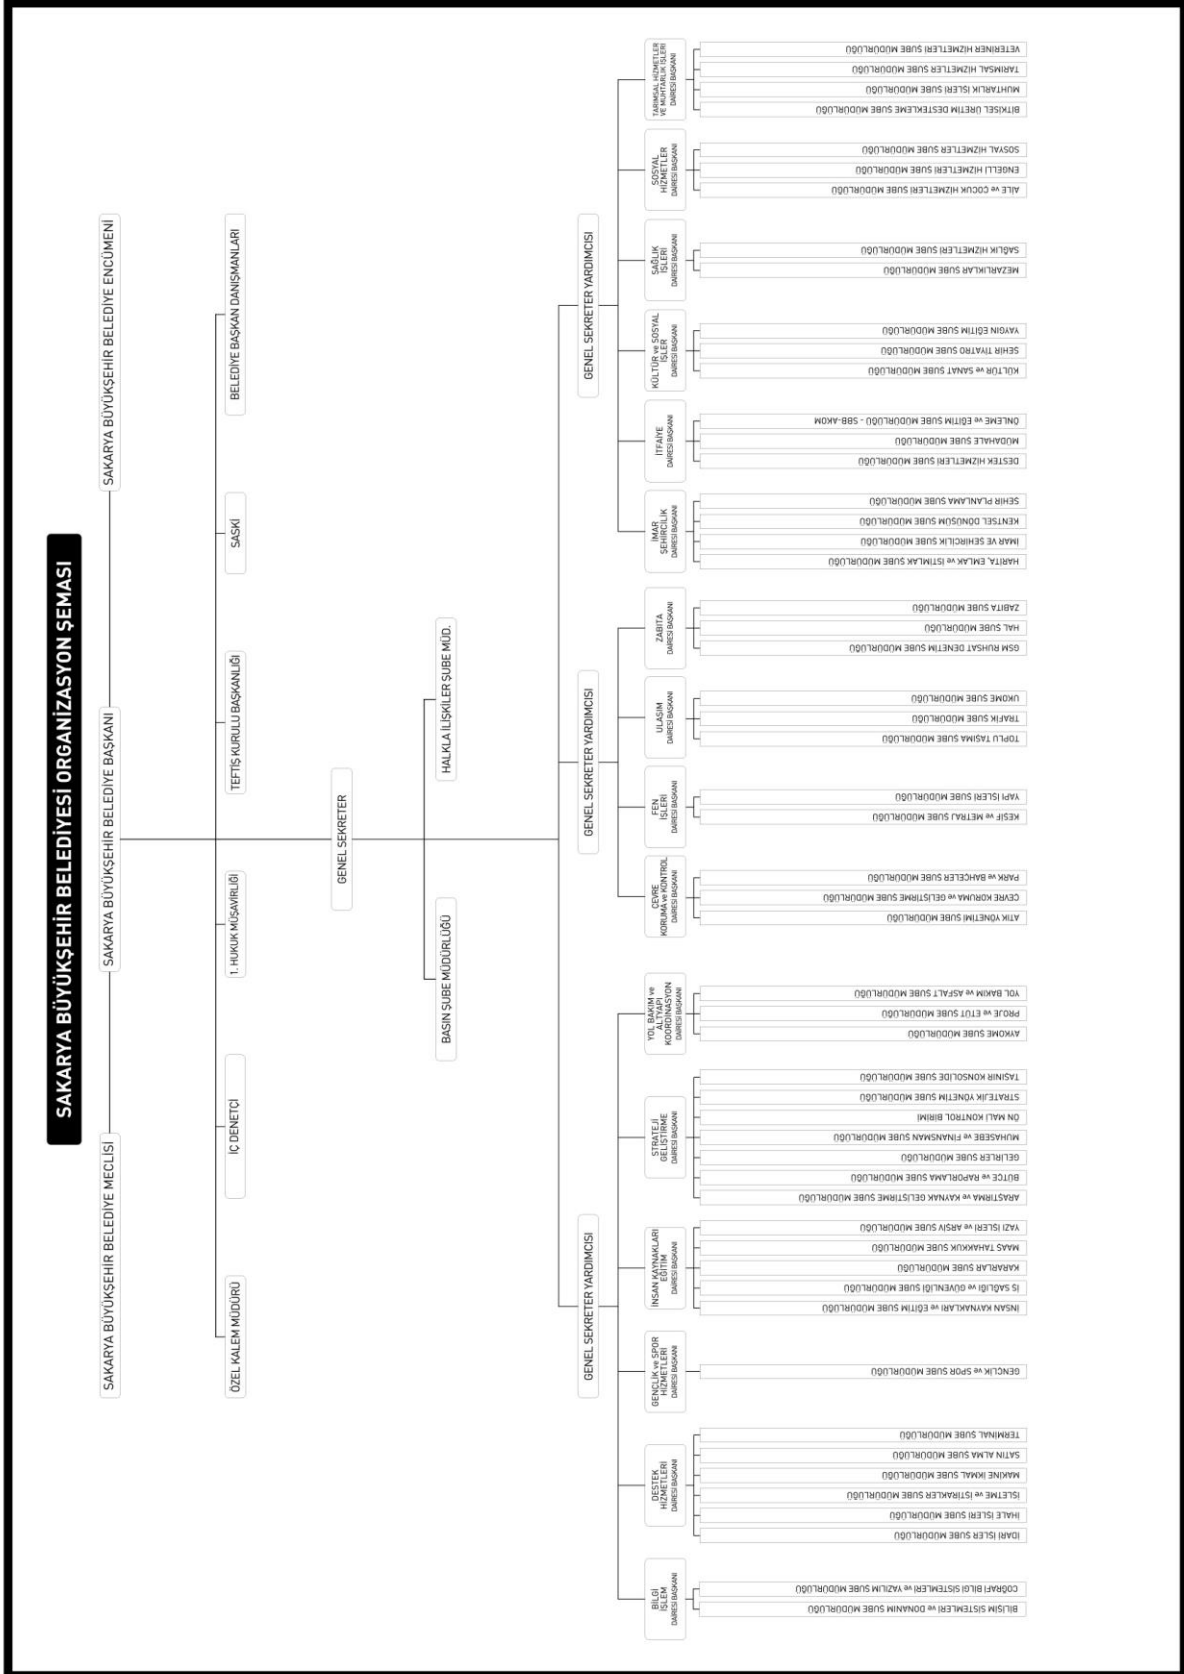 SAKARYA BÜYÜKŞEHİR BELEDİYESİ ORGANİZASYON ŞEMASI
SAKARYA BÜYÜKŞEHİR BELEDİYE MECLİSİ
SAKARYA BÜYÜKŞEHİR BELEDİYE BAŞKANI
SAKARYA BÜYÜKŞEHİR BELEDİYE ENCÜMENİ
ÖZEL KALEM MÜDÜRÜ
İÇ DENETÇİ
1. HUKUK MÜŞAVİRLİĞİ
TEFTİŞ KURULU BAŞKANLIĞI
SASKİ
BELEDİYE BAŞKAN DANIŞMANLARI
GENEL SEKRETER
BASIN ŞUBE MÜDÜRLÜĞÜ
HALKLA İLİŞKİLER ŞUBE MÜD.
GENEL SEKRETER YARDIMCISI
GENEL SEKRETER YARDIMCISI
GENEL SEKRETER YARDIMCISI
BİLGİ
İŞLEM
DAİRESİ BAŞKANI
BİLİŞİM SİSTEMLERİ ve DONANIM ŞUBE MÜDÜRLÜĞÜ
COĞRAFİ BİLGİ SİSTEMLERİ ve YAZILIM ŞUBE MÜDÜRLÜĞÜ
DESTEK
HİZMETLERİ
DAİRESİ BAŞKANI
İDARİ İŞLER ŞUBE MÜDÜRLÜĞÜ
İHALE İŞLERİ ŞUBE MÜDÜRLÜĞÜ
İŞLETME ve İŞTİRAKLER ŞUBE MÜDÜRLÜĞÜ
MAKİNE İKMAL ŞUBE MÜDÜRLÜĞÜ
SATIN ALMA ŞUBE MÜDÜRLÜĞÜ
TERMİNAL ŞUBE MÜDÜRLÜĞÜ
GENÇLİK ve SPOR
HİZMETLERİ
DAİRESİ BAŞKANI
GENÇLİK ve SPOR ŞUBE MÜDÜRLÜĞÜ
İNSAN KAYNAKLARI
EĞİTİM
DAİRESİ BAŞKANI
İNSAN KAYNAKLARI ve EĞİTİM ŞUBE MÜDÜRLÜĞÜ
İŞ SAĞLIĞI ve GÜVENLİĞİ ŞUBE MÜDÜRLÜĞÜ
KARARLAR ŞUBE MÜDÜRLÜĞÜ
MAAŞ TAHAKKUK ŞUBE MÜDÜRLÜĞÜ
YAZI İŞLERİ ve ARŞİV ŞUBE MÜDÜRLÜĞÜ
STRATEJİ
GELİŞTİRME
DAİRESİ BAŞKANI
ARAŞTIRMA ve KAYNAK GELİŞTİRME ŞUBE MÜDÜRLÜĞÜ
BÜTÇE ve RAPORLAMA ŞUBE MÜDÜRLÜĞÜ
GELİRLER ŞUBE MÜDÜRLÜĞÜ
MUHASEBE ve FİNANSMAN ŞUBE MÜDÜRLÜĞÜ
ÖN MALİ KONTROL BİRİMİ
STRATEJİK YÖNETİM ŞUBE MÜDÜRLÜĞÜ
TAŞINIR KONSOLİDE ŞUBE MÜDÜRLÜĞÜ
YOL BAKIM ve
ALTYAPI
KOORDİNASYON
DAİRESİ BAŞKANI
AYKOME ŞUBE MÜDÜRLÜĞÜ
PROJE ve ETÜT ŞUBE MÜDÜRLÜĞÜ
YOL BAKIM ve ASFALT ŞUBE MÜDÜRLÜĞÜ
ÇEVRE
KORUMA ve KONTROL
DAİRESİ BAŞKANI
ATIK YÖNETİMİ ŞUBE MÜDÜRLÜĞÜ
ÇEVRE KORUMA ve GELİŞTİRME ŞUBE MÜDÜRLÜĞÜ
PARK ve BAHÇELER ŞUBE MÜDÜRLÜĞÜ
FEN
İŞLERİ
DAİRESİ BAŞKANI
KEŞİF ve METRAJ ŞUBE MÜDÜRLÜĞÜ
YAPI İŞLERİ ŞUBE MÜDÜRLÜĞÜ
ULAŞIM
DAİRESİ BAŞKANI
TOPLU TAŞIMA ŞUBE MÜDÜRLÜĞÜ
TRAFİK ŞUBE MÜDÜRLÜĞÜ
UKOME ŞUBE MÜDÜRLÜĞÜ
ZABITA
DAİRESİ BAŞKANI
GSM RUHSAT DENETİM ŞUBE MÜDÜRLÜĞÜ
HAL ŞUBE MÜDÜRLÜĞÜ
ZABITA ŞUBE MÜDÜRLÜĞÜ
İMAR
ŞEHİRCİLİK
DAİRESİ BAŞKANI
HARİTA, EMLAK ve İSTİMLAK ŞUBE MÜDÜRLÜĞÜ
İMAR VE ŞEHİRCİLİK ŞUBE MÜDÜRLÜĞÜ
KENTSEL DÖNÜŞÜM ŞUBE MÜDÜRLÜĞÜ
ŞEHİR PLANLAMA ŞUBE MÜDÜRLÜĞÜ
İTFAİYE
DAİRESİ BAŞKANI
DESTEK HİZMETLERİ ŞUBE MÜDÜRLÜĞÜ
MÜDAHALE ŞUBE MÜDÜRLÜĞÜ
ÖNLEME ve EĞİTİM ŞUBE MÜDÜRLÜĞÜ - SBB-AKOM
KÜLTÜR ve SOSYAL
İŞLER
DAİRESİ BAŞKANI
KÜLTÜR ve SANAT ŞUBE MÜDÜRLÜĞÜ
ŞEHİR TİYATRO ŞUBE MÜDÜRLÜĞÜ
YAYGIN EĞİTİM ŞUBE MÜDÜRLÜĞÜ
SAĞLIK
İŞLERİ
DAİRESİ BAŞKANI
MEZARLIKLAR ŞUBE MÜDÜRLÜĞÜ
SAĞLIK HİZMETLERİ ŞUBE MÜDÜRLÜĞÜ
SOSYAL
HİZMETLER
DAİRESİ BAŞKANI
AİLE ve ÇOCUK HİZMETLERİ ŞUBE MÜDÜRLÜĞÜ
ENGELLİ HİZMETLERİ ŞUBE MÜDÜRLÜĞÜ
SOSYAL HİZMETLER ŞUBE MÜDÜRLÜĞÜ
TARIMSAL HİZMETLER
VE MUHTARLIK İŞLERİ
DAİRESİ BAŞKANI
BİTKİSEL ÜRETİM DESTEKLEME ŞUBE MÜDÜRLÜĞÜ
MUHTARLIK İŞLERİ ŞUBE MÜDÜRLÜĞÜ
TARIMSAL HİZMETLER ŞUBE MÜDÜRLÜĞÜ
VETERİNER HİZMETLERİ ŞUBE MÜDÜRLÜĞÜ